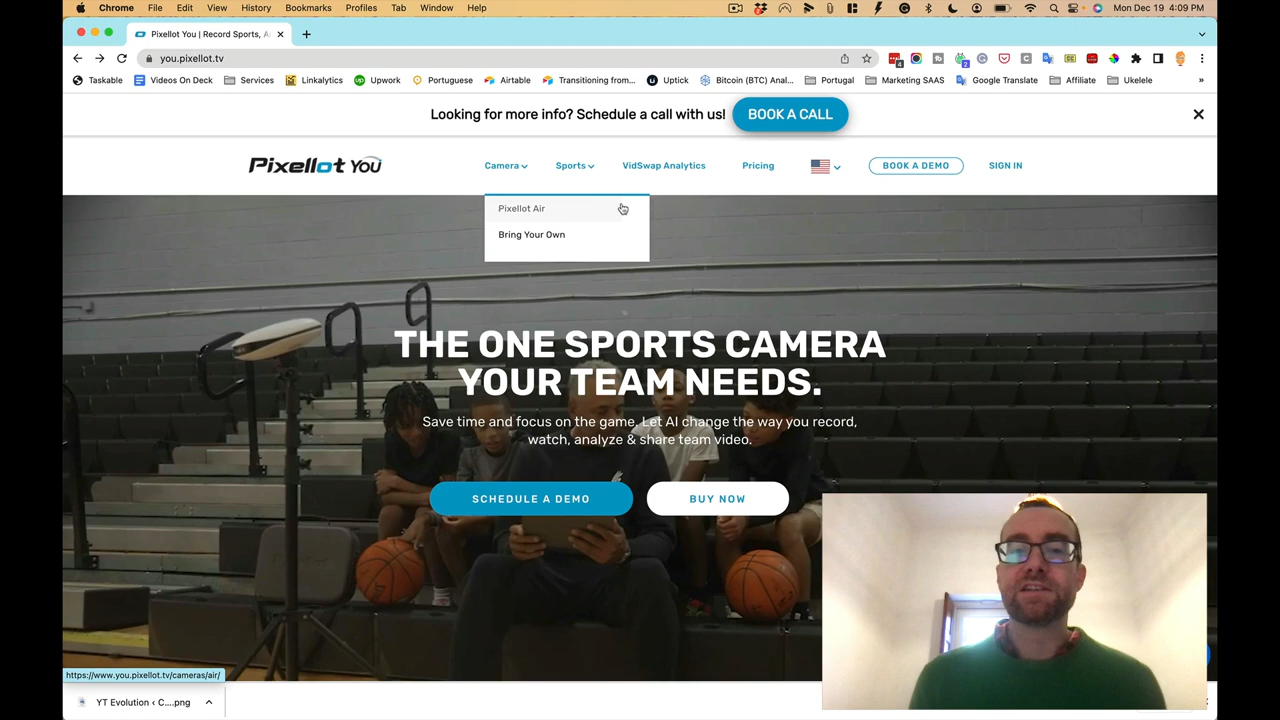 Chrome File Edit View History Bookmarks Profiles Tab Window Help Mon Dec 19 4:09 PM
Pixellot You | Record Sports, A
you.pixellot.tv
Taskable Videos On Deck Services Linkalytics Upwork Portuguese Airtable Transitioning from... Uptick Bitcoin (BTC) Anal... Portugal Marketing SAAS Google Translate Affiliate Ukelele »
Looking for more info? Schedule a call with us! BOOK A CALL
Pixellot YOU Camera Sports VidSwap Analytics Pricing BOOK A DEMO SIGN IN
Pixellot Air
Bring Your Own
THE ONE SPORTS CAMERA
YOUR TEAM NEEDS.
Save time and focus on the game. Let AI change the way you record,
watch, analyze & share team video.
SCHEDULE A DEMO BUY NOW
https://www.you.pixellot.tv/cameras/air/
YT Evolution ‹ C....png